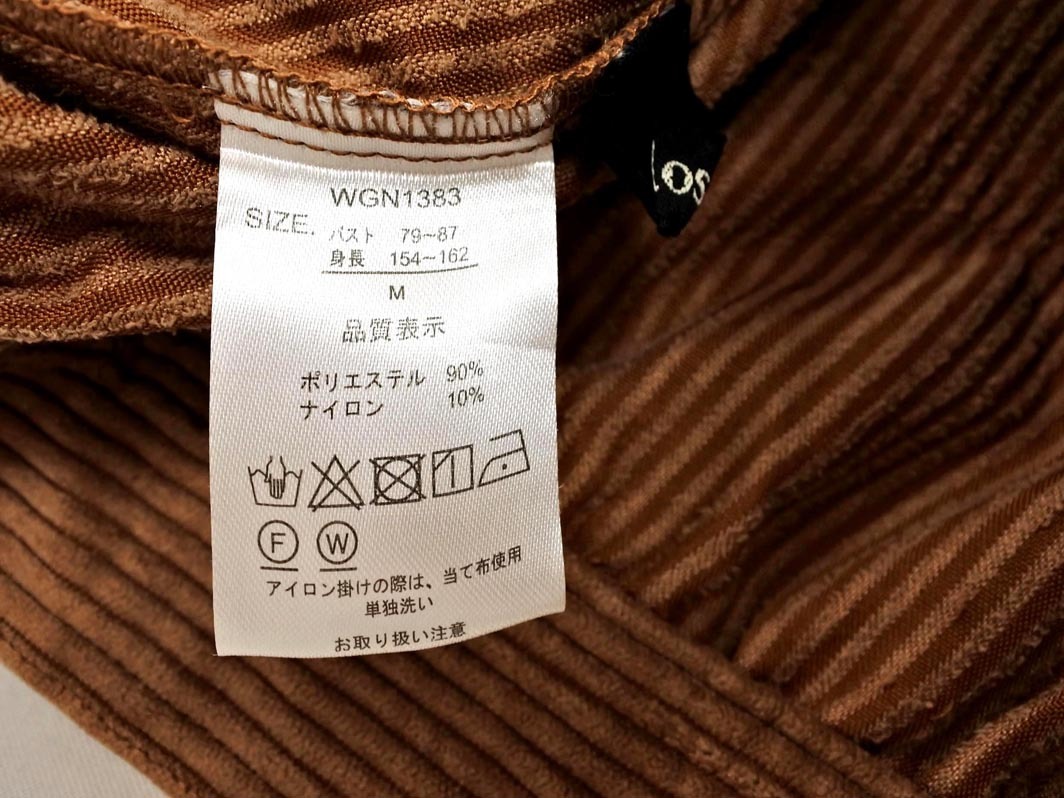 WGN1383
SIZE.
バスト 79~87
身長 154~162
M
品質表示
ポリエステル 90%
ナイロン 10%
F W
アイロン掛けの際は、当て布使用
単独洗い
お取り扱い注意